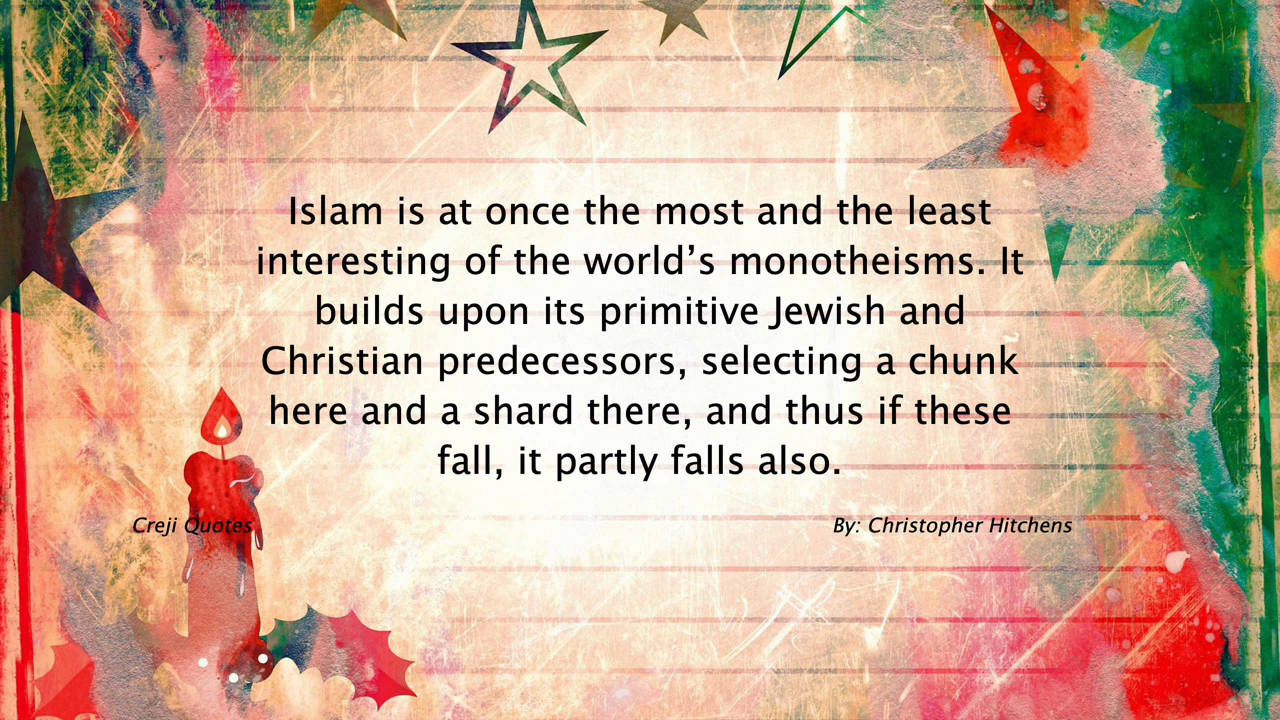 Islam is at once the most and the least
interesting of the world’s monotheisms. It
builds upon its primitive Jewish and
Christian predecessors, selecting a chunk
here and a shard there, and thus if these
fall, it partly falls also.
Creji Quotes
By: Christopher Hitchens